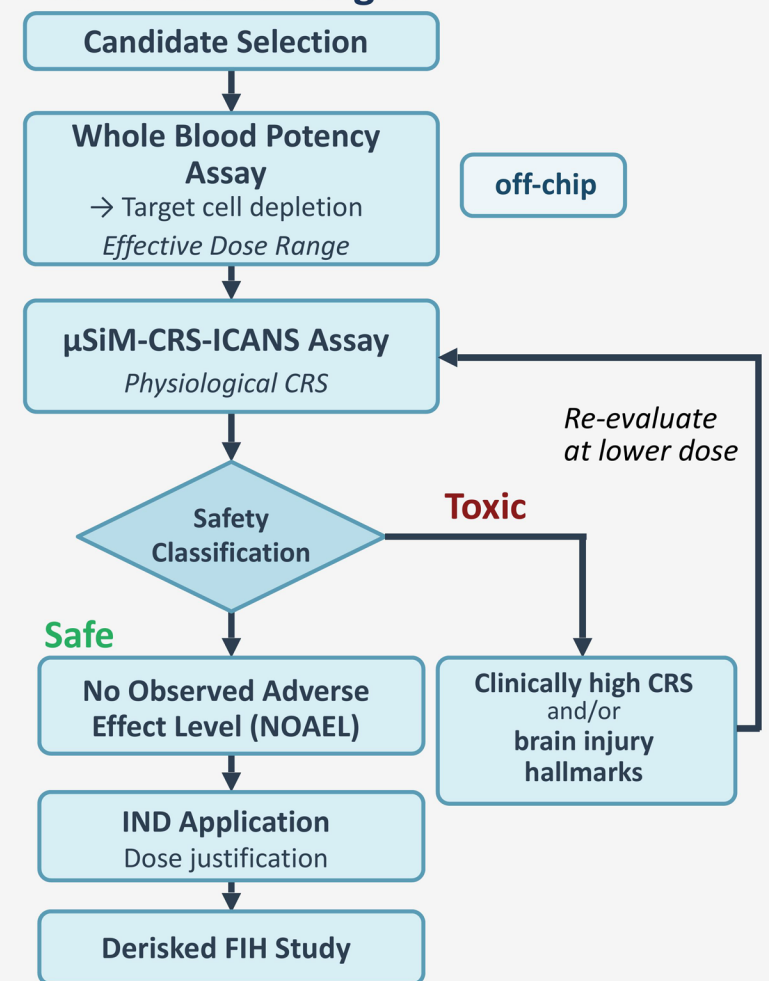 Candidate Selection
Whole Blood Potency
Assay
→ Target cell depletion
Effective Dose Range
off-chip
µSiM-CRS-ICANS Assay
Physiological CRS
Re-evaluate
at lower dose
Safety
Classification
Toxic
Safe
No Observed Adverse
Effect Level (NOAEL)
Clinically high CRS
and/or
brain injury
hallmarks
IND Application
Dose justification
Derisked FIH Study